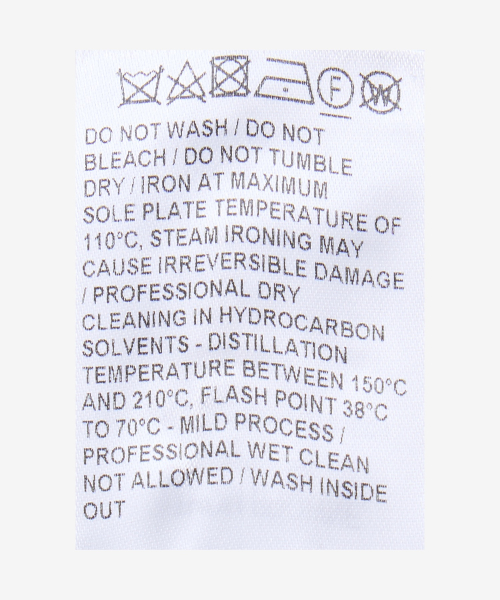 F W
DO NOT WASH / DO NOT
BLEACH / DO NOT TUMBLE
DRY / IRON AT MAXIMUM
SOLE PLATE TEMPERATURE OF
110°C, STEAM IRONING MAY
CAUSE IRREVERSIBLE DAMAGE
/ PROFESSIONAL DRY
CLEANING IN HYDROCARBON
SOLVENTS - DISTILLATION
TEMPERATURE BETWEEN 150°C
AND 210°C, FLASH POINT 38°C
TO 70°C - MILD PROCESS /
PROFESSIONAL WET CLEAN
NOT ALLOWED / WASH INSIDE
OUT